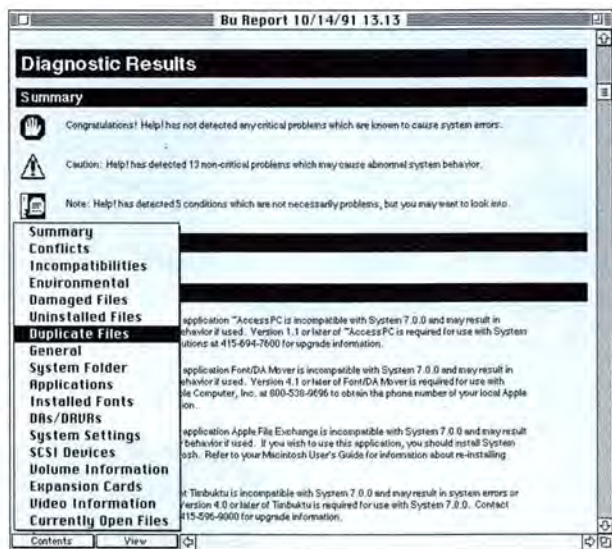 Bu Report 10/14/91 13.13
Diagnostic Results
Summary
Congratulations! Help! has not detected any critical problems which are known to cause system errors.
Caution: Help! has detected 13 non-critical problems which may cause abnormal system behavior.
Note: Help! has detected 5 conditions which are not necessarily problems, but you may want to look into.
Summary
Conflicts
Incompatibilities
Environmental
Damaged Files
Uninstalled Files
Duplicate Files
General
System Folder
Applications
Installed Fonts
DAs/DRVRs
System Settings
SCSI Devices
Volume Information
Expansion Cards
Video Information
Currently Open Files
application "AccessPC is incompatible with System 7.0.0 and may result in
behavior if used. Version 1.1 or later of "AccessPC is required for use with System
utions at 415-694-7600 for upgrade information.
application Font/DA Mover is incompatible with System 7.0.0 and may result in
behavior if used. Version 4.1 or later of Font/DA Mover is required for use with
le Computer, Inc. at 800-538-9696 to obtain the phone number of your local Apple
ion.
application Apple File Exchange is incompatible with System 7.0.0 and may result
behavior if used. If you wish to use this application, you should install System
osh. Refer to your Macintosh User's Guide for information about re-installing
t Timbuktu is incompatible with System 7.0.0 and may result in system errors or
ersion 4.0 or later of Timbuktu is required for use with System 7.0.0. Contact
415-596-9000 for upgrade information.
Contents
View